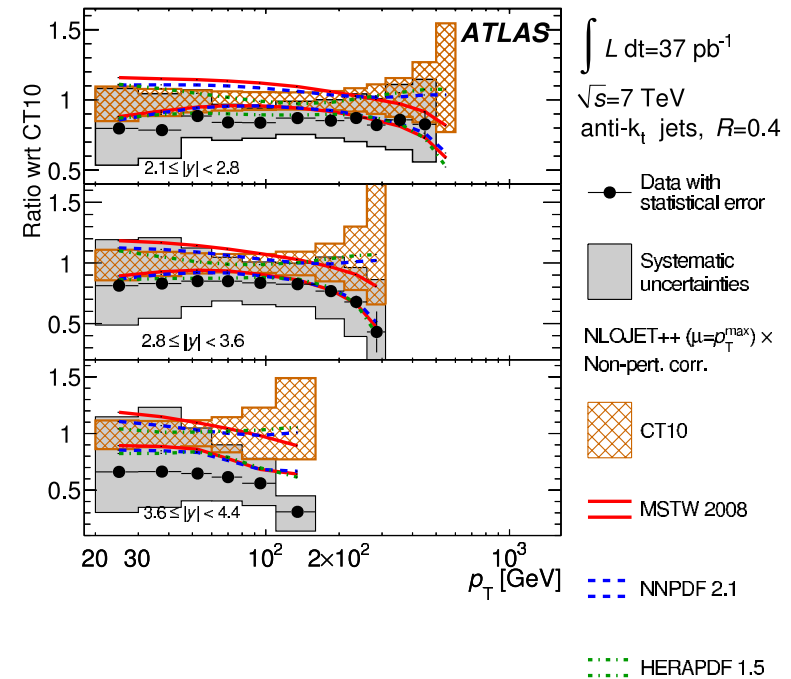 Ratio wrt CT10
1.5
1
0.5
ATLAS
2.1 ≤ |y| < 2.8
1.5
1
0.5
2.8 ≤ |y| < 3.6
1.5
1
0.5
3.6 ≤ |y| < 4.4
20 30 10² 2×10² 10³
p_T [GeV]
∫ L dt=37 pb⁻¹
√s=7 TeV
anti-k_t jets, R=0.4
Data with
statistical error
Systematic
uncertainties
NLOJET++ (μ=p_T^max) ×
Non-pert. corr.
CT10
MSTW 2008
NNPDF 2.1
HERAPDF 1.5